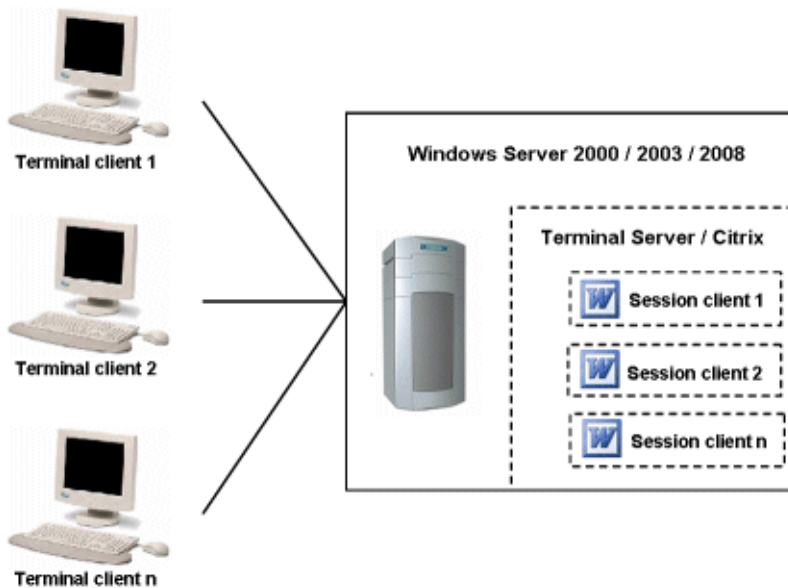 Terminal client 1
Terminal client 2
Terminal client n
Windows Server 2000 / 2003 / 2008
Terminal Server / Citrix
W Session client 1
W Session client 2
W Session client n